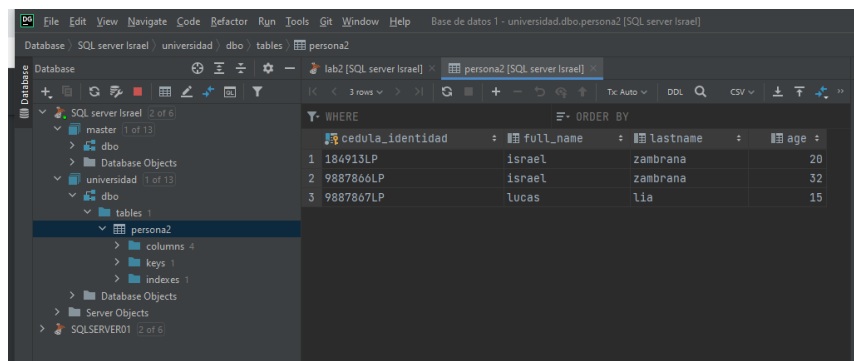 DG File Edit View Navigate Code Refactor Run Tools Git Window Help Base de datos 1 - universidad.dbo.persona2 [SQL server Israel]
Database SQL server Israel universidad dbo tables persona2
Database
Database
lab2 [SQL server Israel] persona2 [SQL server Israel]
QL 3 rows Tx: Auto DDL CSV
SQL server Israel 2 of 6
WHERE ORDER BY
master 1 of 13
cedula_identidad full_name lastname age
dbo
1 184913LP israel zambrana 20
Database Objects
2 9887866LP israel zambrana 32
universidad 1 of 13
3 9887867LP lucas lia 15
dbo
tables 1
persona2
columns 4
keys 1
indexes 1
Database Objects
Server Objects
SQLSERVER01 2 of 6